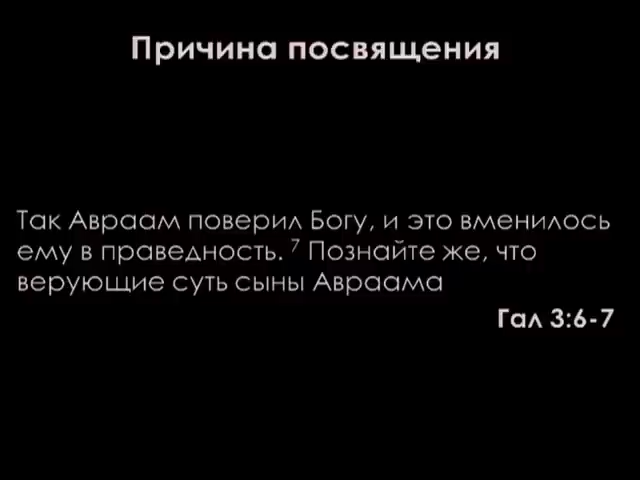 Причина посвящения
Так Авраам поверил Богу, и это вменилось
ему в праведность. ⁷ Познайте же, что
верующие суть сыны Авраама
Гал 3:6-7